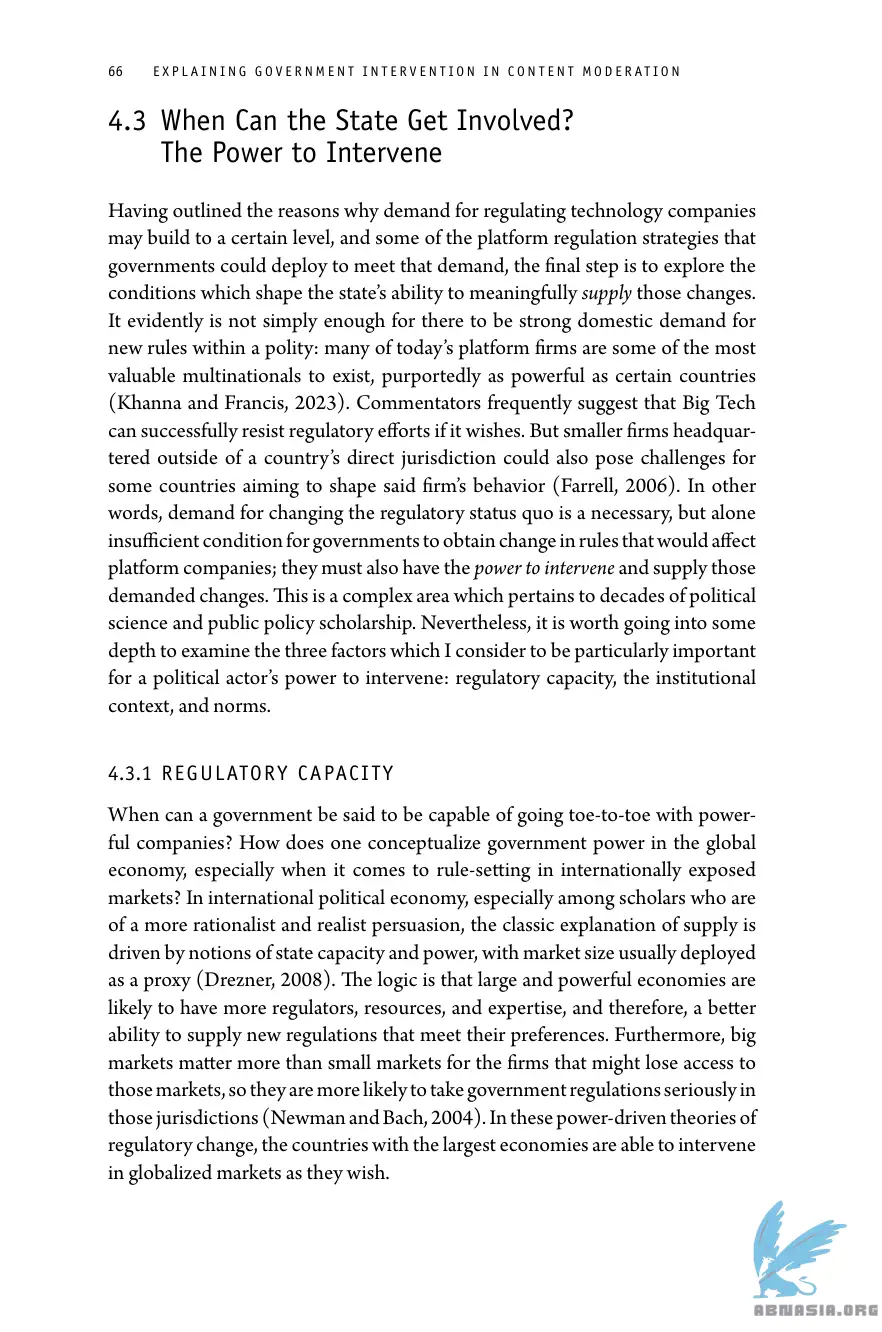 66 EXPLAINING GOVERNMENT INTERVENTION IN CONTENT MODERATION
4.3 When Can the State Get Involved?
The Power to Intervene
Having outlined the reasons why demand for regulating technology companies
may build to a certain level, and some of the platform regulation strategies that
governments could deploy to meet that demand, the final step is to explore the
conditions which shape the state's ability to meaningfully supply those changes.
It evidently is not simply enough for there to be strong domestic demand for
new rules within a polity: many of today's platform firms are some of the most
valuable multinationals to exist, purportedly as powerful as certain countries
(Khanna and Francis, 2023). Commentators frequently suggest that Big Tech
can successfully resist regulatory efforts if it wishes. But smaller firms headquar-
tered outside of a country's direct jurisdiction could also pose challenges for
some countries aiming to shape said firm's behavior (Farrell, 2006). In other
words, demand for changing the regulatory status quo is a necessary, but alone
insufficient condition for governments to obtain change in rules that would affect
platform companies; they must also have the power to intervene and supply those
demanded changes. This is a complex area which pertains to decades of political
science and public policy scholarship. Nevertheless, it is worth going into some
depth to examine the three factors which I consider to be particularly important
for a political actor's power to intervene: regulatory capacity, the institutional
context, and norms.
4.3.1 REGULATORY CAPACITY
When can a government be said to be capable of going toe-to-toe with power-
ful companies? How does one conceptualize government power in the global
economy, especially when it comes to rule-setting in internationally exposed
markets? In international political economy, especially among scholars who are
of a more rationalist and realist persuasion, the classic explanation of supply is
driven by notions of state capacity and power, with market size usually deployed
as a proxy (Drezner, 2008). The logic is that large and powerful economies are
likely to have more regulators, resources, and expertise, and therefore, a better
ability to supply new regulations that meet their preferences. Furthermore, big
markets matter more than small markets for the firms that might lose access to
those markets, so they are more likely to take government regulations seriously in
those jurisdictions (Newman and Bach, 2004). In these power-driven theories of
regulatory change, the countries with the largest economies are able to intervene
in globalized markets as they wish.
ABNASIA.ORG